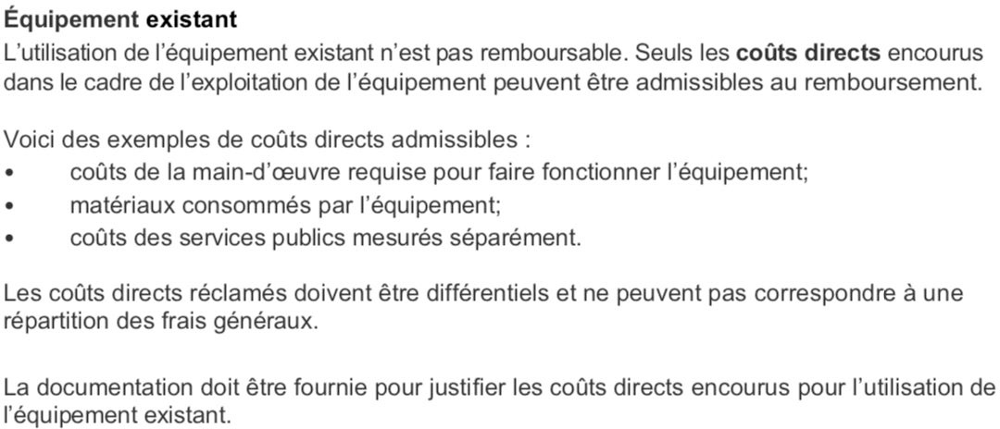 Équipement existant
L’utilisation de l’équipement existant n’est pas remboursable. Seuls les coûts directs encourus
dans le cadre de l’exploitation de l’équipement peuvent être admissibles au remboursement.
Voici des exemples de coûts directs admissibles :
• coûts de la main-d’œuvre requise pour faire fonctionner l’équipement;
• matériaux consommés par l’équipement;
• coûts des services publics mesurés séparément.
Les coûts directs réclamés doivent être différentiels et ne peuvent pas correspondre à une
répartition des frais généraux.
La documentation doit être fournie pour justifier les coûts directs encourus pour l’utilisation de
l’équipement existant.